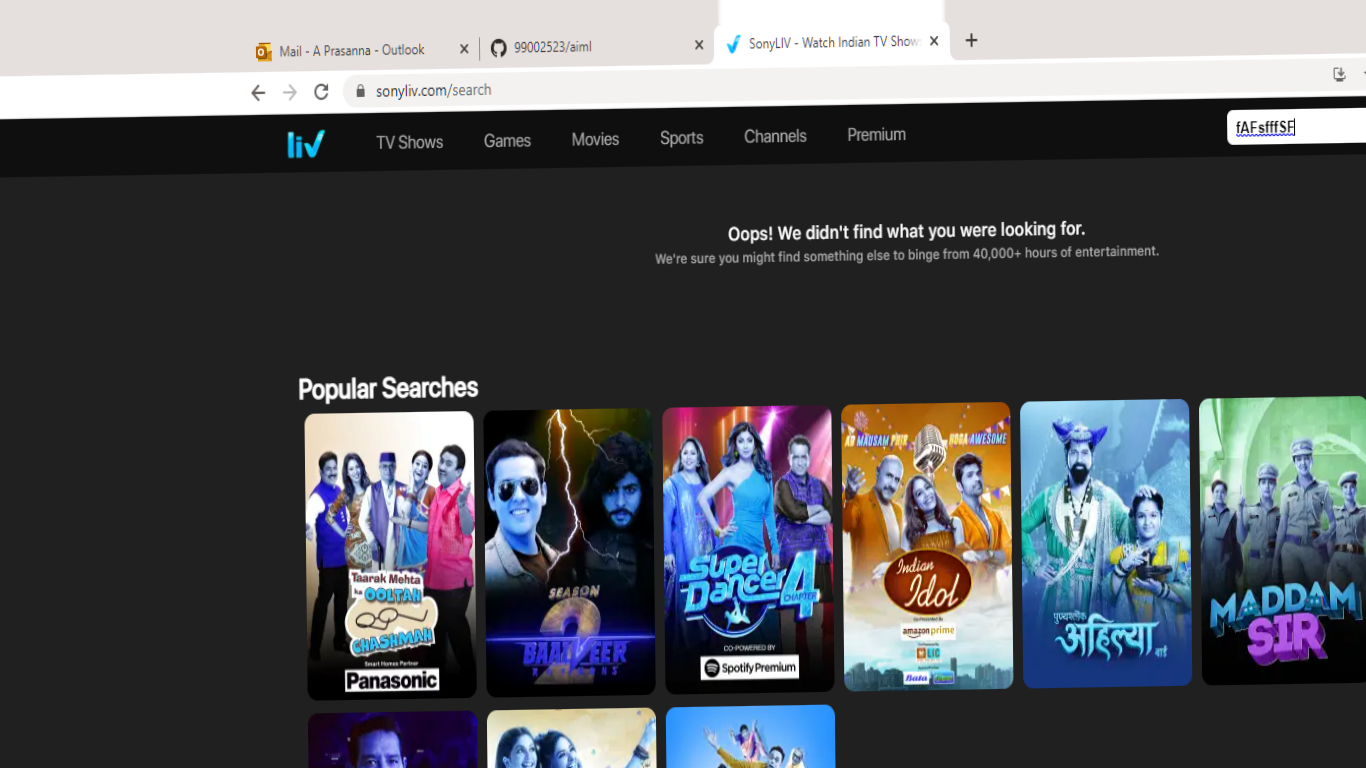 Mail - A Prasanna - Outlook
99002523/aiml
SonyLIV - Watch Indian TV Show
sonyliv.com/search
liv
TV Shows
Games
Movies
Sports
Channels
Premium
fAFsfffSF
Oops! We didn't find what you were looking for.
We're sure you might find something else to binge from 40,000+ hours of entertainment.
Popular Searches
Taarak Mehta
ka OOLTAH
CHASHMAH
Smart Homes Partner
Panasonic
SEASON
2
BAALVEER
RETURNS
Super
Dancer
CHAPTER 4
CO-POWERED BY
Spotify Premium
AB MAUSAM PHIR HOGA AWESOME
Indian
Idol
Co-Presented By
amazon prime
LIC
Bata
पुण्यश्लोक
अहिल्या
बाई
MADDAM
SIR